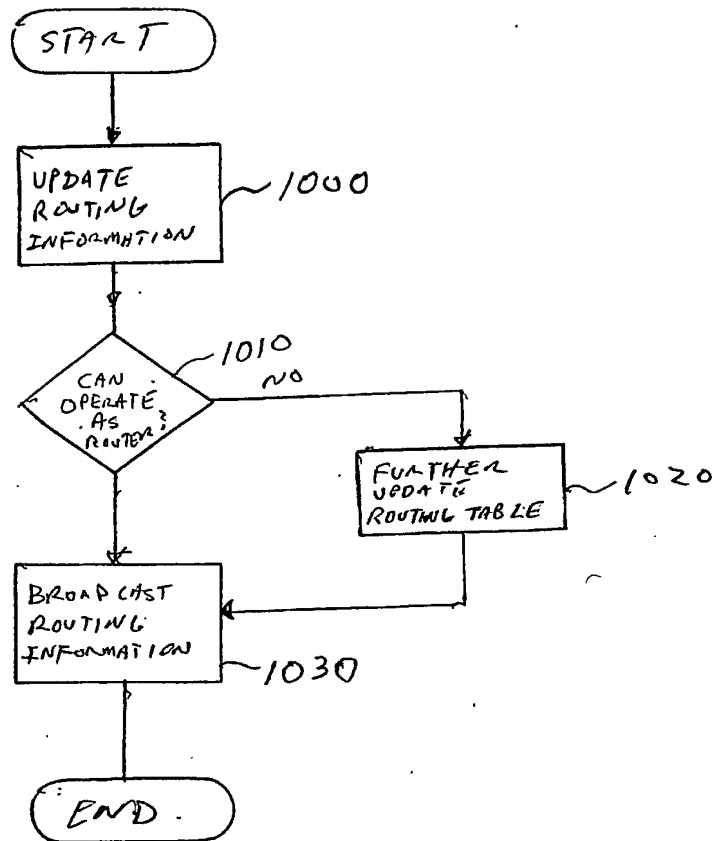 START
UPDATE
ROUTING
INFORMATION
1000
CAN
OPERATE
AS
ROUTER?
1010
NO
FURTHER
UPDATE
ROUTING TABLE
1020
BROADCAST
ROUTING
INFORMATION
1030
END.